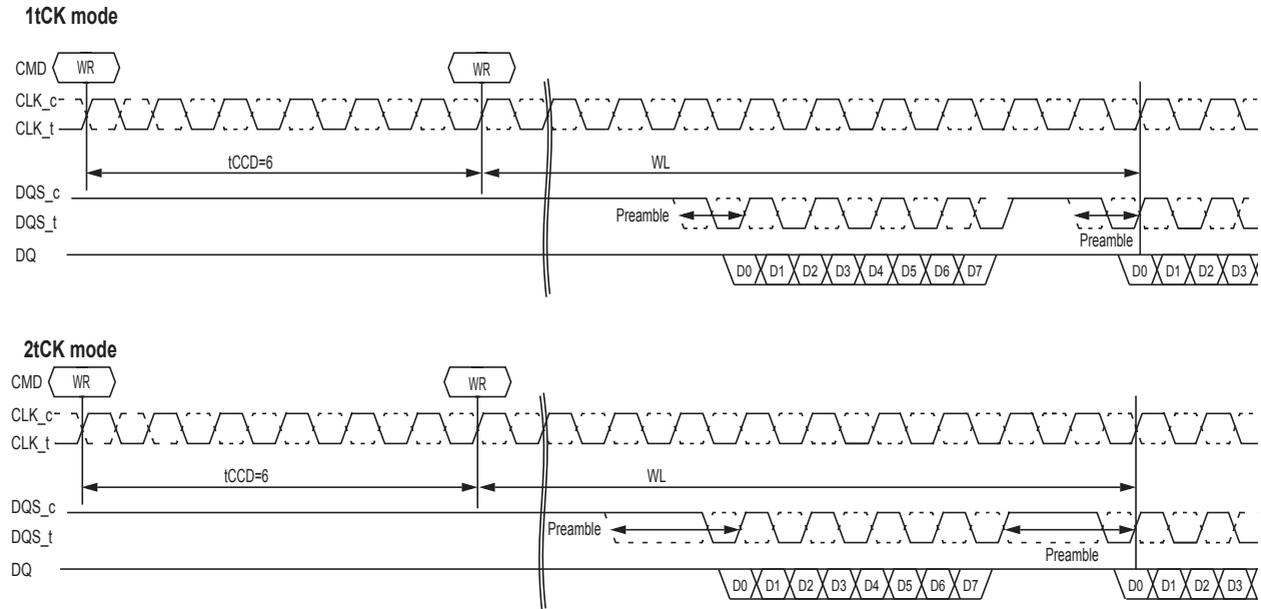 1tCK mode
CMD WR WR
CLK_c
CLK_t
tCCD=6 WL
DQS_c
DQS_t Preamble Preamble
DQ D0 D1 D2 D3 D4 D5 D6 D7 D0 D1 D2 D3
2tCK mode
CMD WR WR
CLK_c
CLK_t
tCCD=6 WL
DQS_c
DQS_t Preamble Preamble
DQ D0 D1 D2 D3 D4 D5 D6 D7 D0 D1 D2 D3